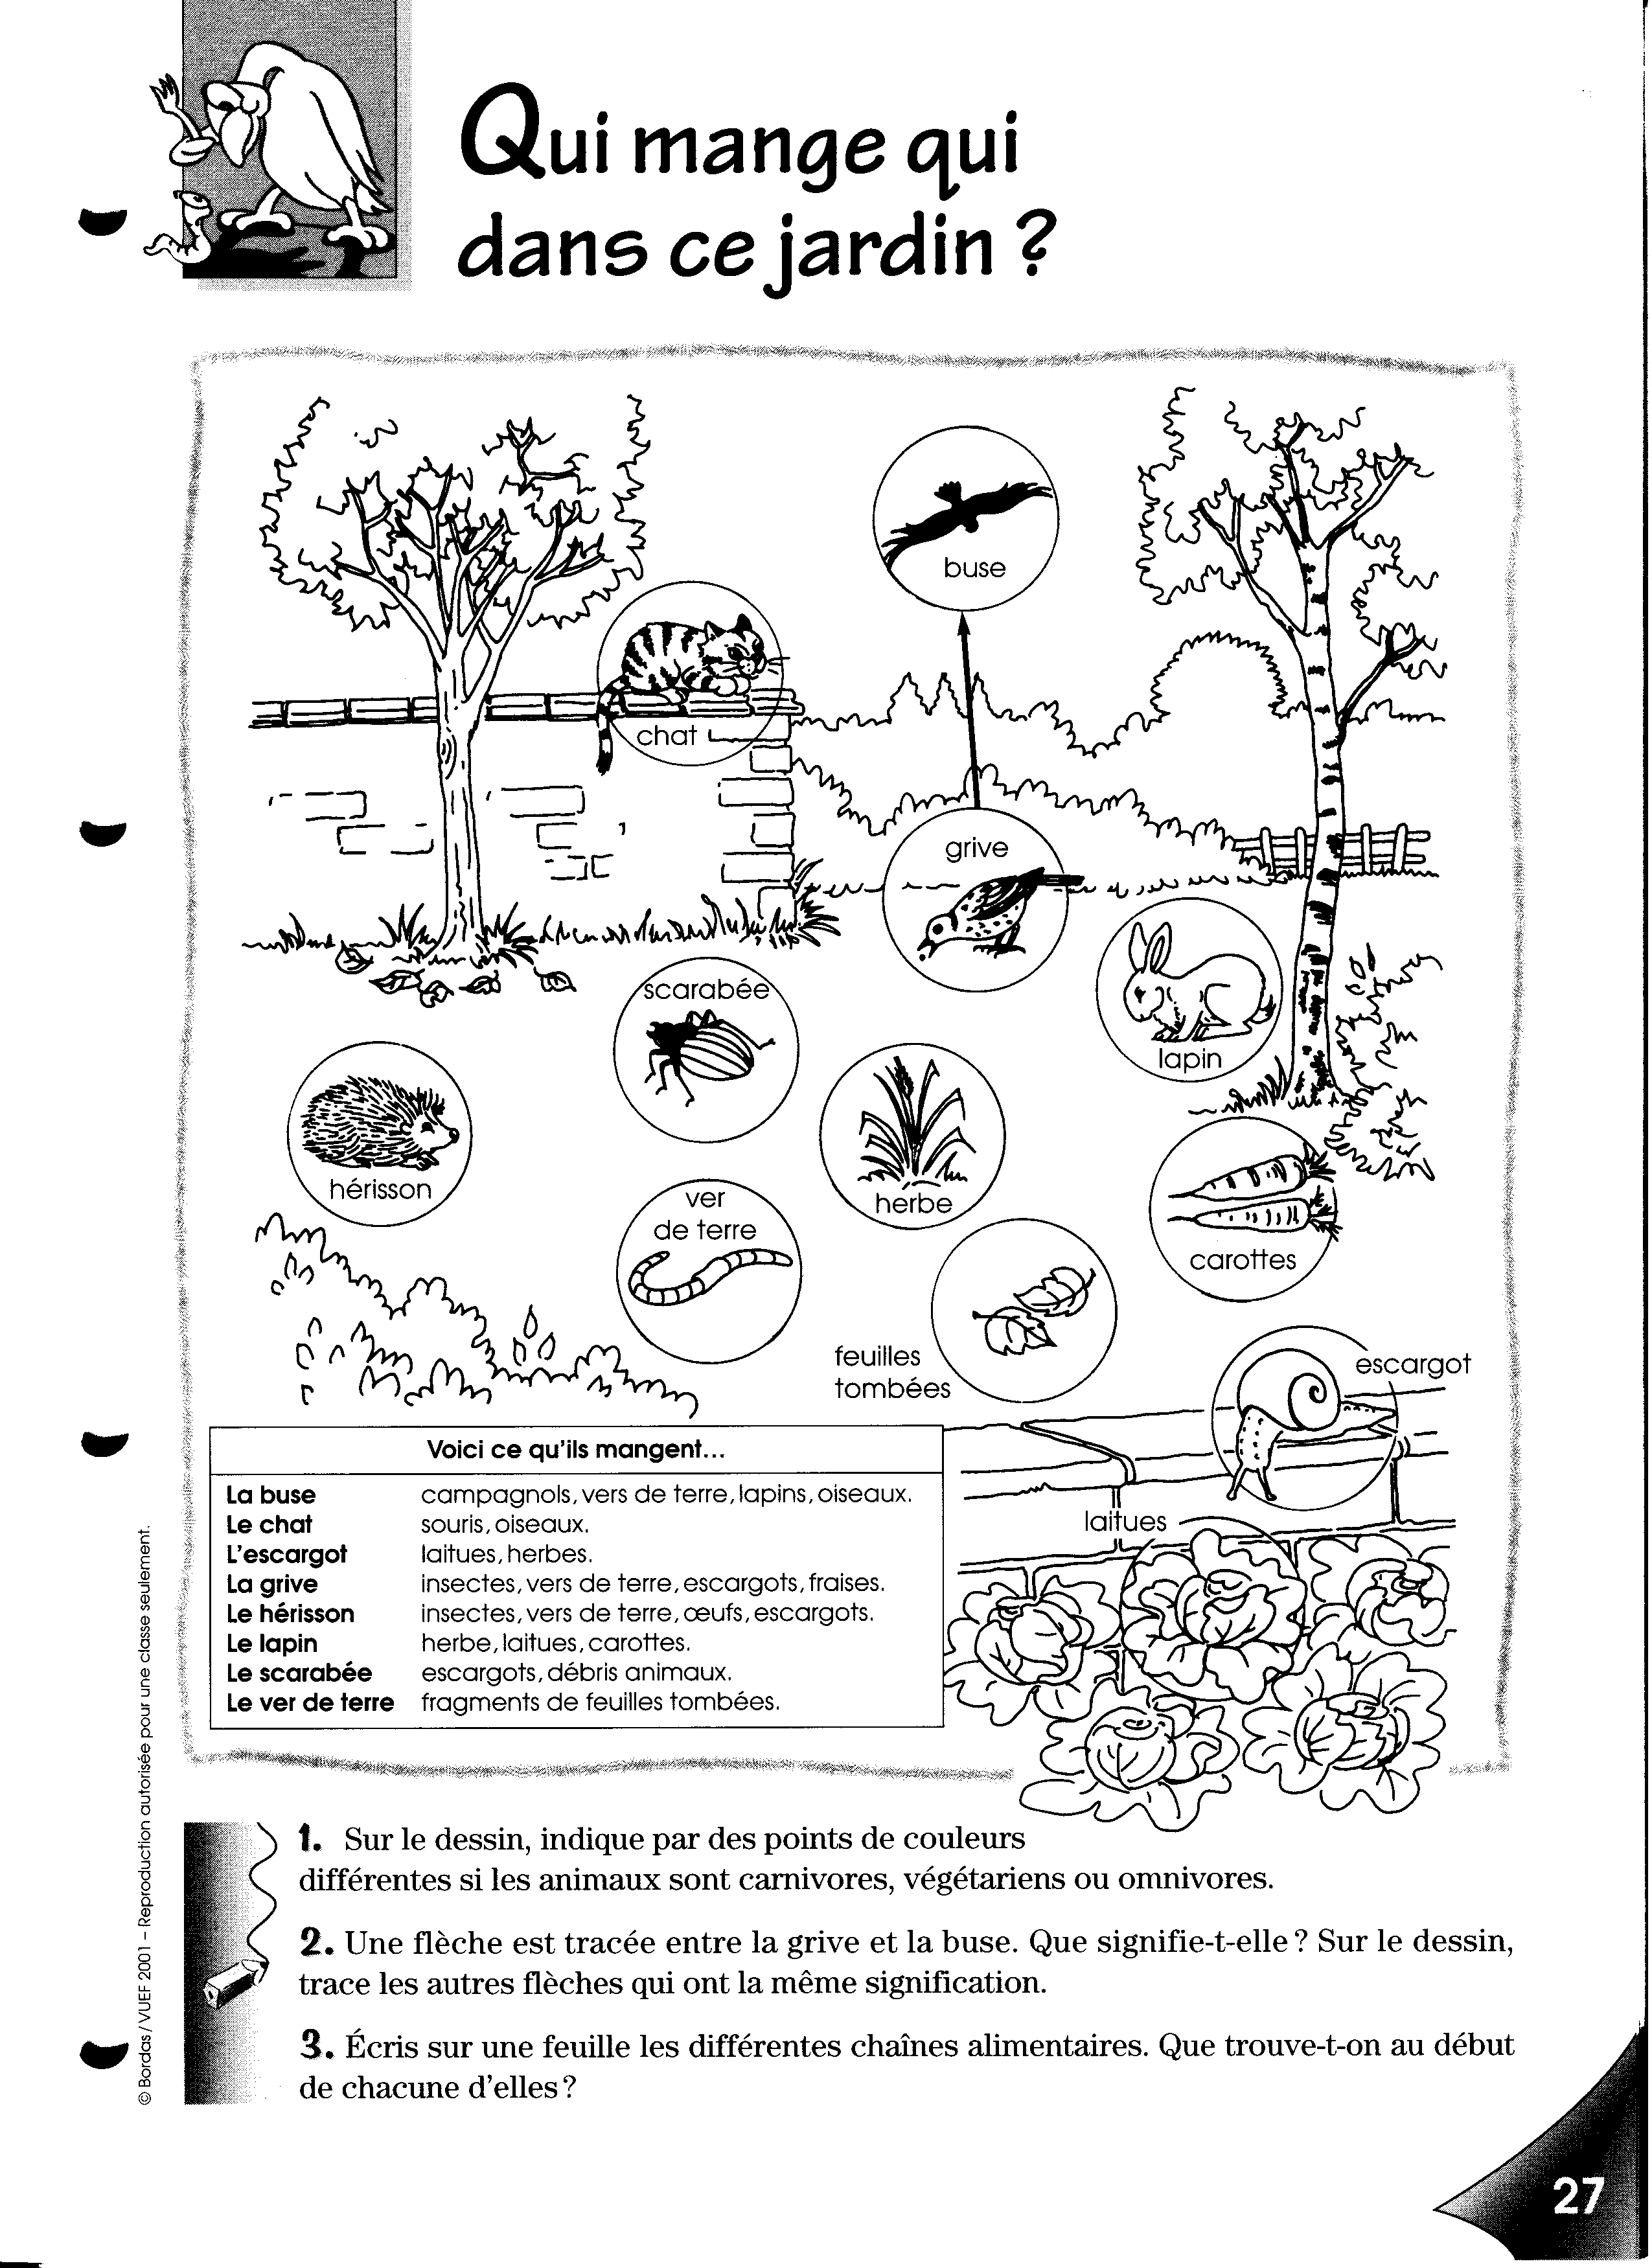 Qui mange qui
dans ce jardin ?
buse
chat
grive
scarabée
lapin
hérisson
herbe
ver
de terre
carottes
feuilles
tombées
escargot
laitues
Voici ce qu'ils mangent...
La buse campagnols, vers de terre, lapins, oiseaux.
Le chat souris, oiseaux.
L'escargot laitues, herbes.
La grive insectes, vers de terre, escargots, fraises.
Le hérisson insectes, vers de terre, œufs, escargots.
Le lapin herbe, laitues, carottes.
Le scarabée escargots, débris animaux.
Le ver de terre fragments de feuilles tombées.
© Bordas / VUEF 2001 – Reproduction autorisée pour une classe seulement.
1. Sur le dessin, indique par des points de couleurs
différentes si les animaux sont carnivores, végétariens ou omnivores.
2. Une flèche est tracée entre la grive et la buse. Que signifie-t-elle ? Sur le dessin,
trace les autres flèches qui ont la même signification.
3. Écris sur une feuille les différentes chaînes alimentaires. Que trouve-t-on au début
de chacune d'elles ?
27